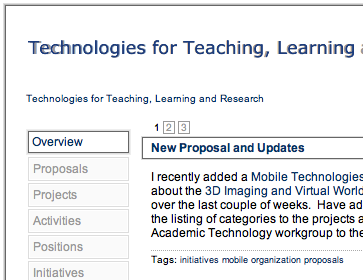 Technologies for Teaching, Learning
Technologies for Teaching, Learning and Research
1 2 3
Overview
New Proposal and Updates
Proposals
I recently added a Mobile Technologies
about the 3D Imaging and Virtual World
Projects
over the last couple of weeks. Have ad
Activities
the listing of categories to the projects a
Academic Technology workgroup to the
Positions
Tags: initiatives mobile organization proposals
Initiatives